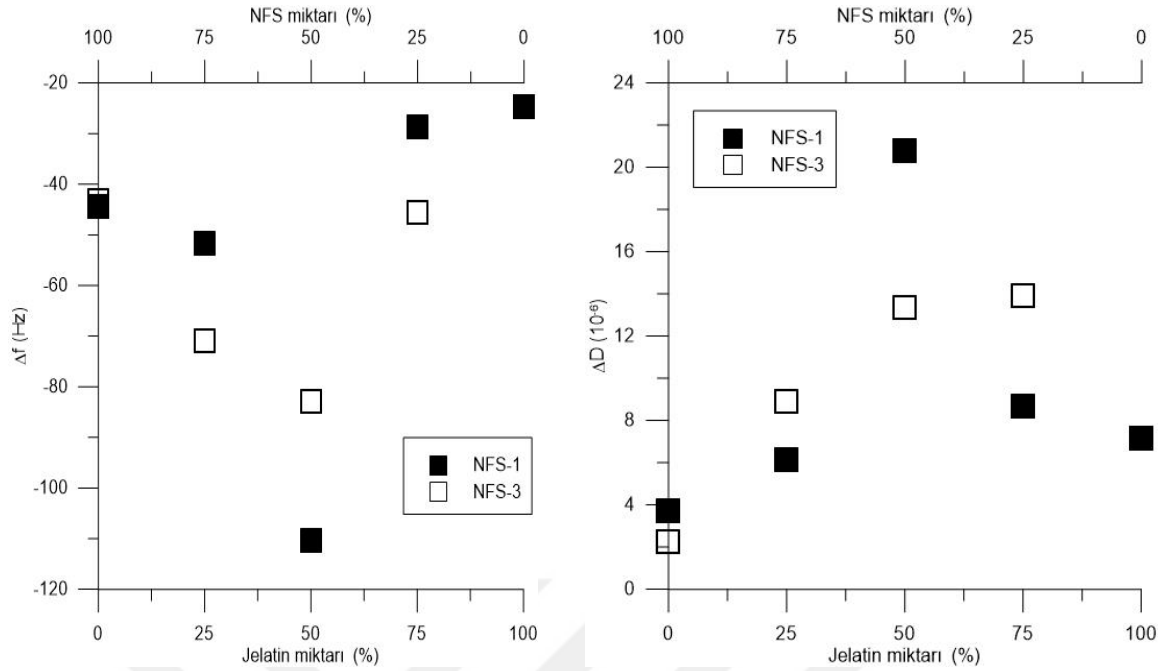 NFS miktarı (%)
100 75 50 25 0
-20
-40
-60
-80
-100
-120
Δf (Hz)
NFS-1
NFS-3
0 25 50 75 100
Jelatin miktarı (%)
NFS miktarı (%)
100 75 50 25 0
24
20
16
12
8
4
0
ΔD (10⁻⁶)
NFS-1
NFS-3
0 25 50 75 100
Jelatin miktarı (%)